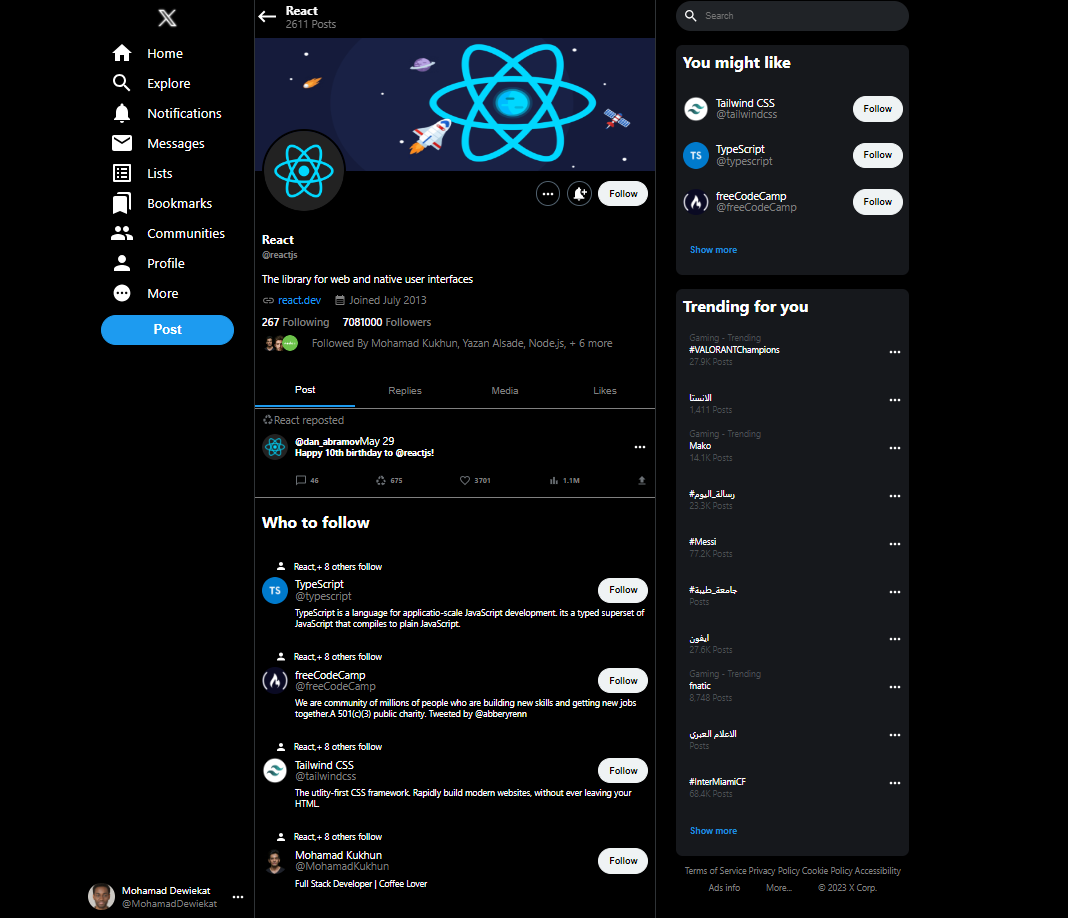 Home
Explore
Notifications
Messages
Lists
Bookmarks
Communities
Profile
More
Post
Mohamad Dewiekat
@MohamadDewiekat
React
2611 Posts
Follow
React
@reactjs
The library for web and native user interfaces
react.dev Joined July 2013
267 Following 7081000 Followers
Followed By Mohamad Kukhun, Yazan Alsade, Node.js, + 6 more
Post Replies Media Likes
React reposted
@dan_abramovMay 29
Happy 10th birthday to @reactjs!
46 675 3701 1.1M
Who to follow
React,+ 8 others follow
TS
TypeScript
@typescript
Follow
TypeScript is a language for applicatio-scale JavaScript development. its a typed superset of
JavaScript that compiles to plain JavaScript.
React,+ 8 others follow
freeCodeCamp
@freeCodeCamp
Follow
We are community of millions of people who are building new skills and getting new jobs
together.A 501(c)(3) public charity. Tweeted by @abberyrenn
React,+ 8 others follow
Tailwind CSS
@tailwindcss
Follow
The utlity-first CSS framework. Rapidly build modern websites, without ever leaving your
HTML.
React,+ 8 others follow
Mohamad Kukhun
@MohamadKukhun
Follow
Full Stack Developer | Coffee Lover
Search
You might like
Tailwind CSS
@tailwindcss
Follow
TS
TypeScript
@typescript
Follow
freeCodeCamp
@freeCodeCamp
Follow
Show more
Trending for you
Gaming - Trending
#VALORANTChampions
27.9K Posts
الانستا
1,411 Posts
Gaming - Trending
Mako
14.1K Posts
#رسالة_اليوم
23.3K Posts
#Messi
77.2K Posts
#جامعة_طيبة
Posts
ايفون
27.6K Posts
Gaming - Trending
fnatic
8,748 Posts
الاعلام العبري
Posts
#InterMiamiCF
68.4K Posts
Show more
Terms of Service Privacy Policy Cookie Policy Accessibility
Ads info More... © 2023 X Corp.